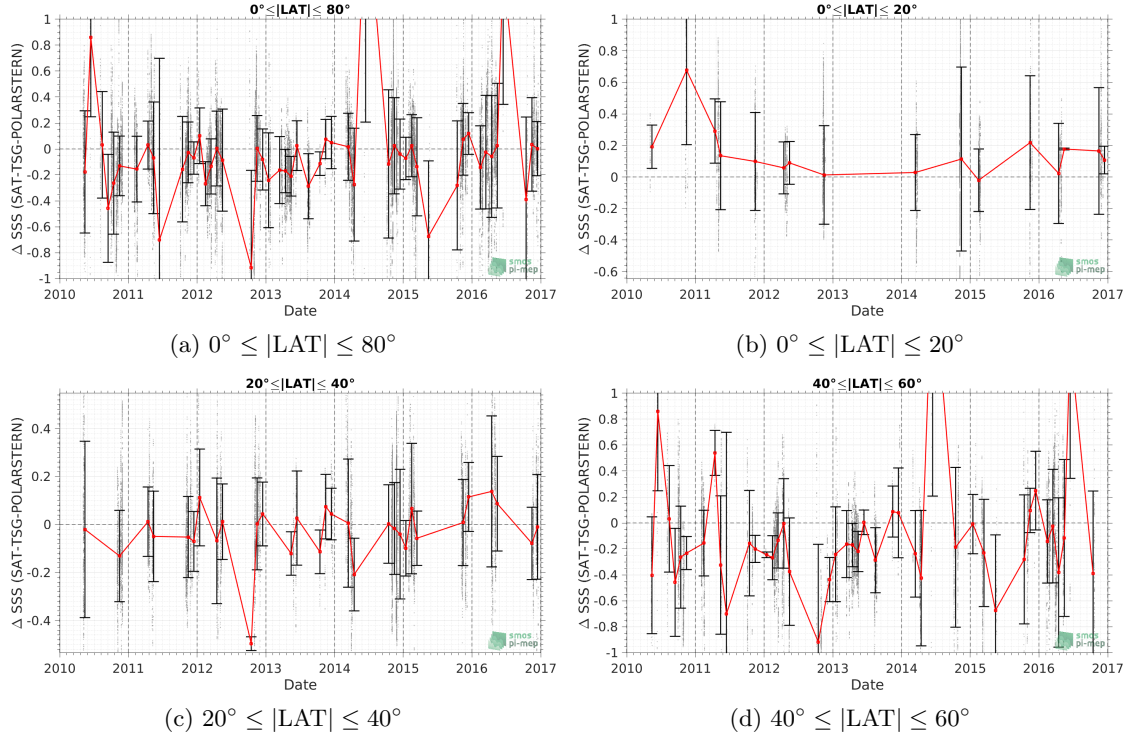 0°≤|LAT|≤ 80°
Δ SSS (SAT-TSG-POLARSTERN)
1
0.8
0.6
0.4
0.2
0
-0.2
-0.4
-0.6
-0.8
-1
2010 2011 2012 2013 2014 2015 2016 2017
Date
smos
pi-mep
(a) 0° ≤ |LAT| ≤ 80°
0°≤|LAT|≤ 20°
Δ SSS (SAT-TSG-POLARSTERN)
1
0.8
0.6
0.4
0.2
0
-0.2
-0.4
-0.6
2010 2011 2012 2013 2014 2015 2016 2017
Date
smos
pi-mep
(b) 0° ≤ |LAT| ≤ 20°
20°≤|LAT|≤ 40°
Δ SSS (SAT-TSG-POLARSTERN)
0.4
0.2
0
-0.2
-0.4
2010 2011 2012 2013 2014 2015 2016 2017
Date
smos
pi-mep
(c) 20° ≤ |LAT| ≤ 40°
40°≤|LAT|≤ 60°
Δ SSS (SAT-TSG-POLARSTERN)
1
0.8
0.6
0.4
0.2
0
-0.2
-0.4
-0.6
-0.8
-1
2010 2011 2012 2013 2014 2015 2016 2017
Date
smos
pi-mep
(d) 40° ≤ |LAT| ≤ 60°